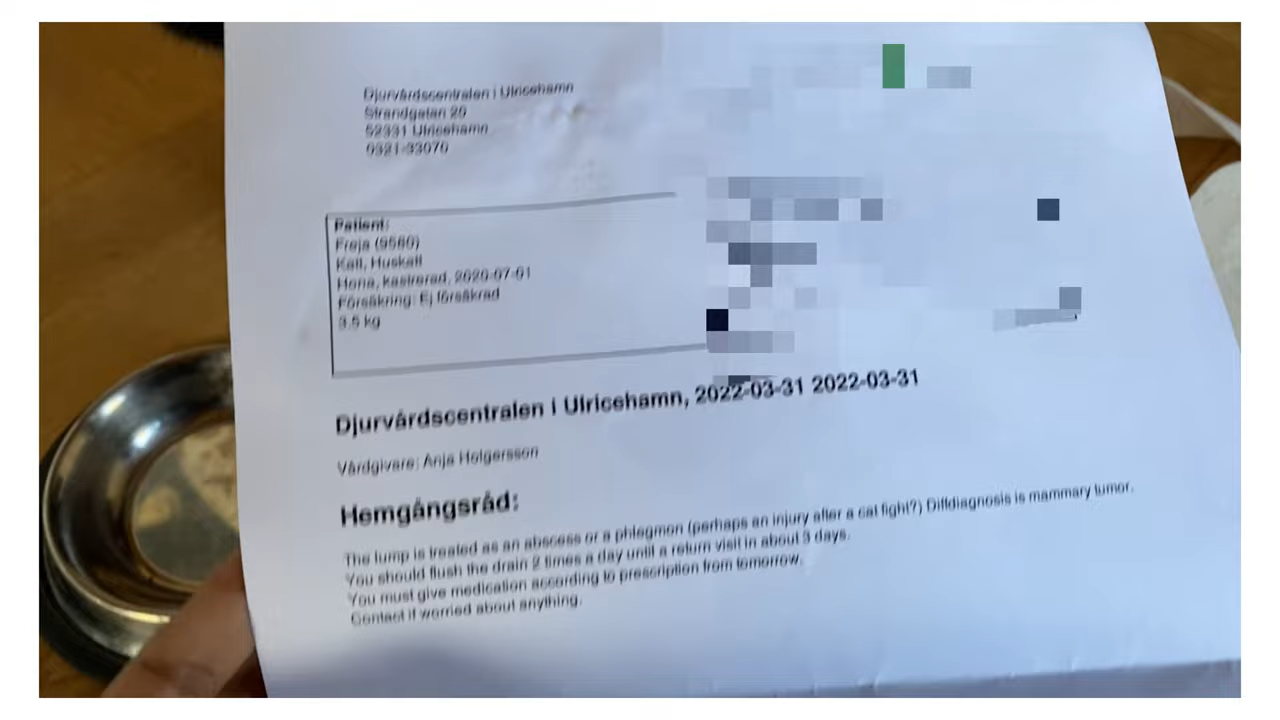 Djurvårdscentralen i Ulricehamn
Strandgatan 20
52331 Ulricehamn
0321-33070
Patient:
Freja (9560)
Katt, Huskatt
Hona, kastrerad, 2020-07-01
Försäkring: Ej försäkrad
3.5 kg
Djurvårdscentralen i Ulricehamn, 2022-03-31 2022-03-31
Vårdgivare: Anja Holgersson
Hemgångsråd:
The lump is treated as an abscess or a phlegmon (perhaps an injury after a cat fight?) Diffdiagnosis is mammary tumor.
You should flush the drain 2 times a day until a return visit in about 3 days.
You must give medication according to prescription from tomorrow.
Contact if worried about anything.